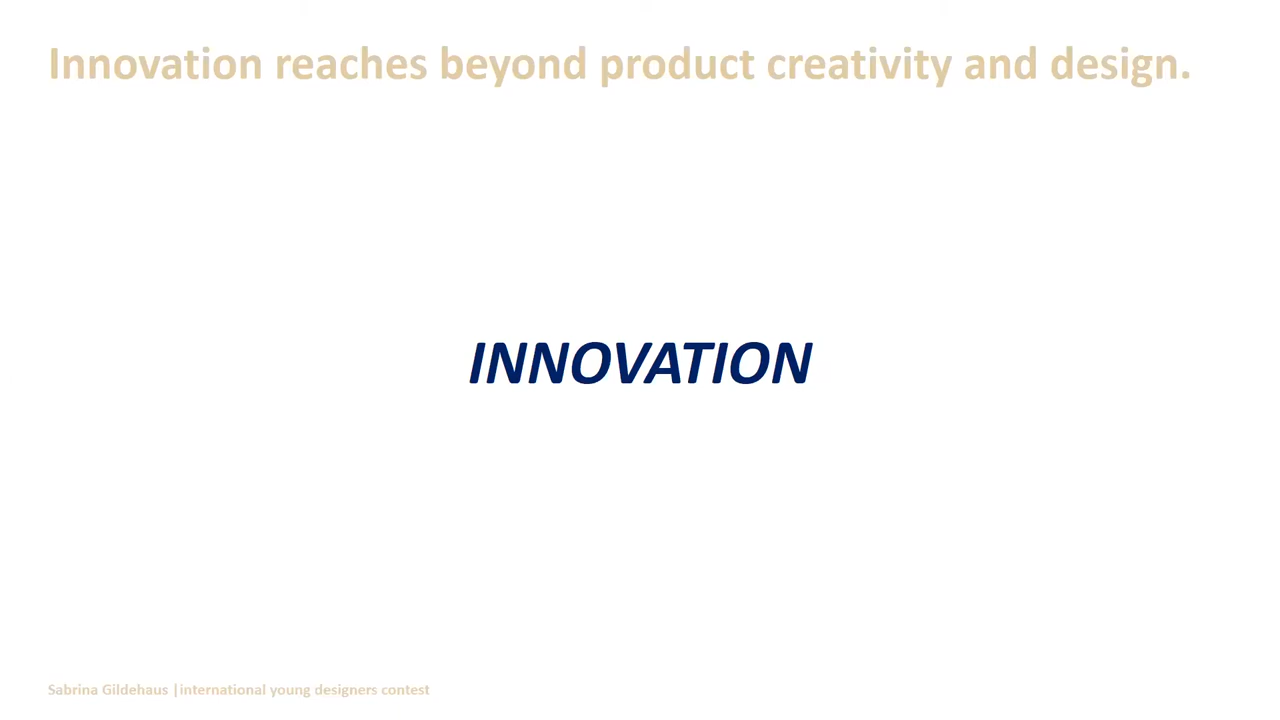 Innovation reaches beyond product creativity and design.
INNOVATION
Sabrina Gildehaus |international young designers contest